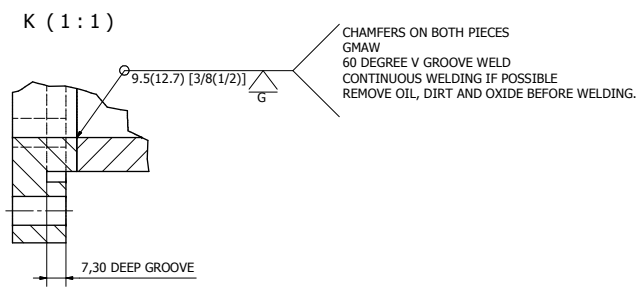 K ( 1 : 1 )
CHAMFERS ON BOTH PIECES
GMAW
60 DEGREE V GROOVE WELD
CONTINUOUS WELDING IF POSSIBLE
REMOVE OIL, DIRT AND OXIDE BEFORE WELDING.
9.5(12.7) [3/8(1/2)]
G
7,30 DEEP GROOVE